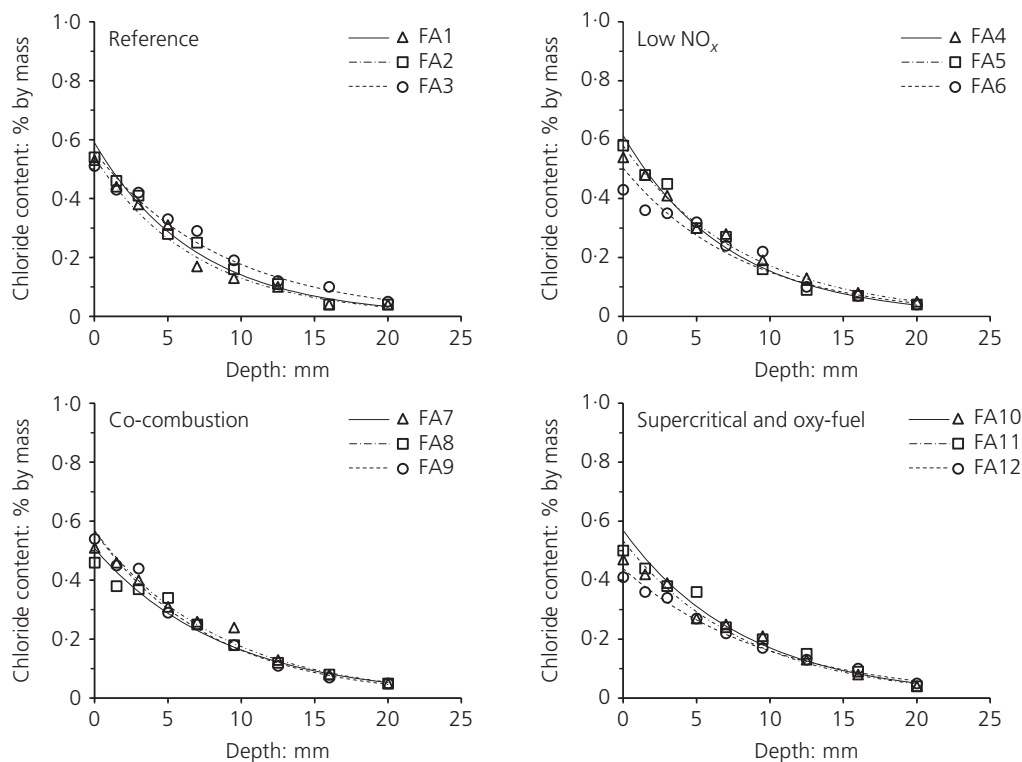 Reference
FA1
FA2
FA3
Chloride content: % by mass
1·0
0·8
0·6
0·4
0·2
0
0 5 10 15 20 25
Depth: mm
Low NOx
FA4
FA5
FA6
Chloride content: % by mass
1·0
0·8
0·6
0·4
0·2
0
0 5 10 15 20 25
Depth: mm
Co-combustion
FA7
FA8
FA9
Chloride content: % by mass
1·0
0·8
0·6
0·4
0·2
0
0 5 10 15 20 25
Depth: mm
Supercritical and oxy-fuel
FA10
FA11
FA12
Chloride content: % by mass
1·0
0·8
0·6
0·4
0·2
0
0 5 10 15 20 25
Depth: mm